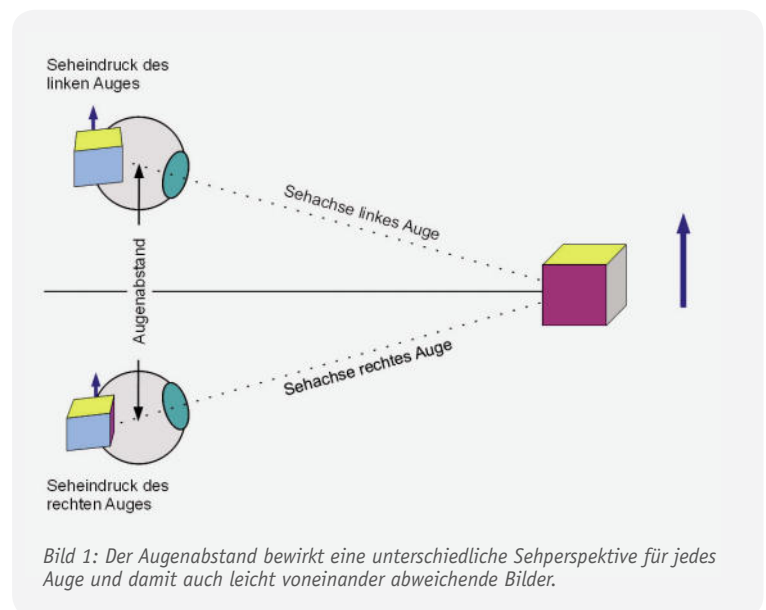 Seheindruck des
linken Auges
Sehachse linkes Auge
Augenabstand
Sehachse rechtes Auge
Seheindruck des
rechten Auges
Bild 1: Der Augenabstand bewirkt eine unterschiedliche Sehperspektive für jedes
Auge und damit auch leicht voneinander abweichende Bilder.